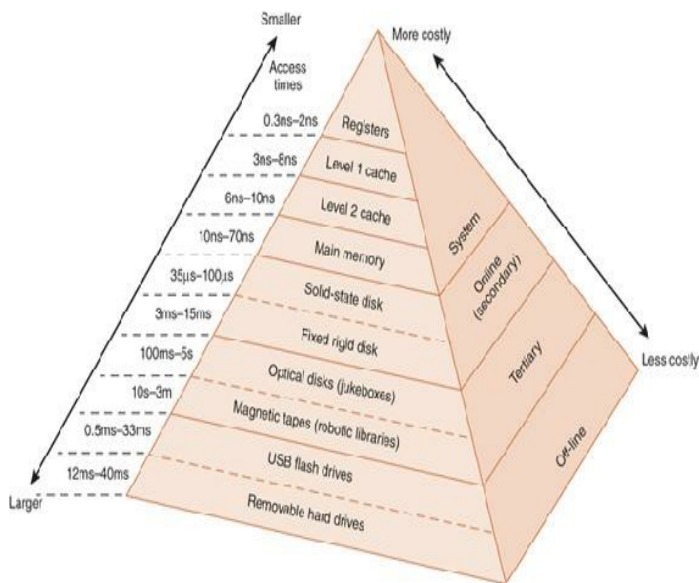 Smaller
More costly
Access
times
0.3ns–2ns
Registers
3ns–8ns
Level 1 cache
6ns–10ns
Level 2 cache
System
10ns–70ns
Main memory
Online
(secondary)
35µs–100µs
Solid-state disk
3ms–15ms
Fixed rigid disk
Tertiary
Less costly
100ms–5s
Optical disks (jukeboxes)
10s–3m
Magnetic tapes (robotic libraries)
Off-line
0.5ms–33ms
USB flash drives
12ms–40ms
Removable hard drives
Larger